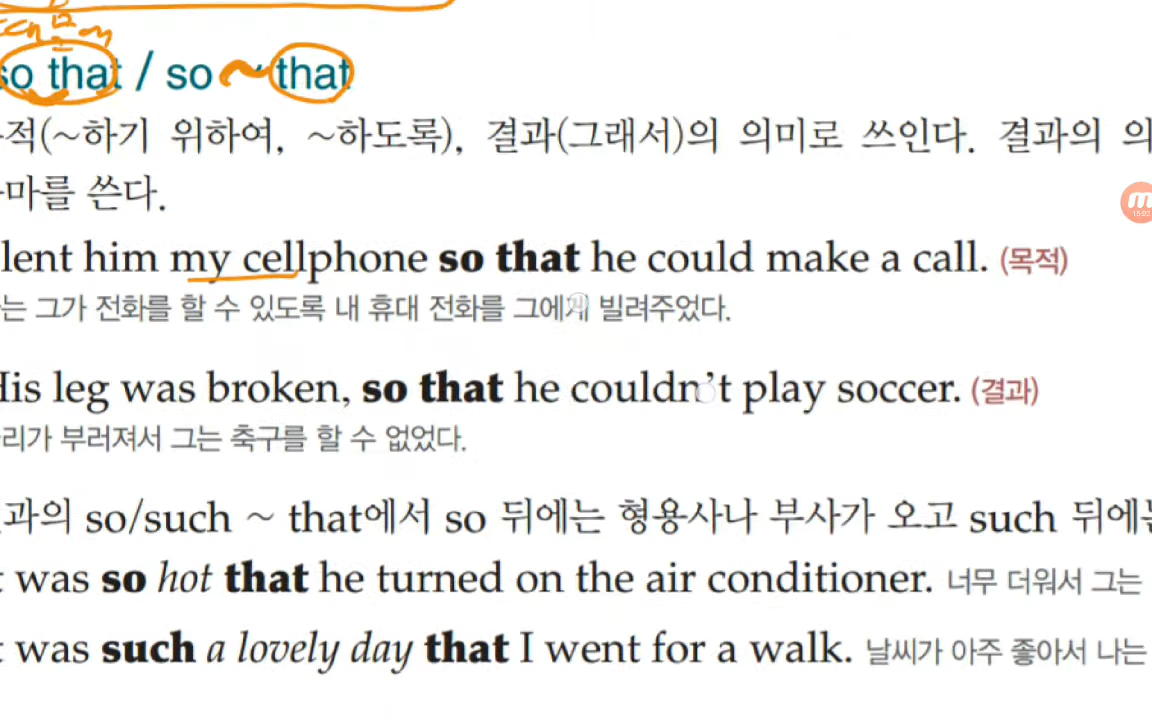 so that / so ~ that
적(~하기 위하여, ~하도록), 결과(그래서)의 의미로 쓰인다. 결과의 의
마를 쓴다.
lent him my cellphone so that he could make a call. (목적)
는 그가 전화를 할 수 있도록 내 휴대 전화를 그에게 빌려주었다.
His leg was broken, so that he couldn't play soccer. (결과)
리가 부러져서 그는 축구를 할 수 없었다.
과의 so/such ~ that에서 so 뒤에는 형용사나 부사가 오고 such 뒤에는
was so hot that he turned on the air conditioner. 너무 더워서 그는
was such a lovely day that I went for a walk. 날씨가 아주 좋아서 나는